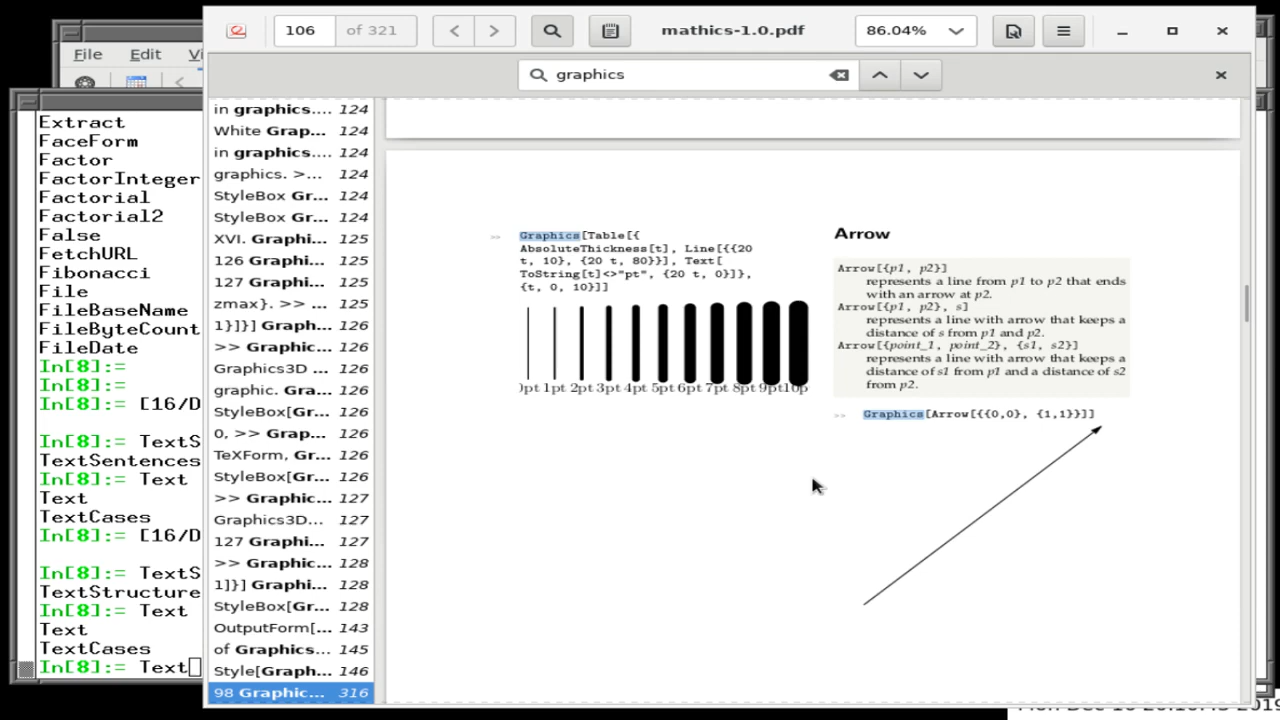 106
of 321
mathics-1.0.pdf
86.04%
File
Edit
graphics
Extract
FaceForm
Factor
FactorInteger
Factorial
Factorial2
False
FetchURL
Fibonacci
File
FileBaseName
FileByteCount
FileDate
In[8]:=
In[8]:=
In[8]:= [16/D
In[8]:= TextS
TextSentences
In[8]:= Text
Text
TextCases
In[8]:= [16/D
In[8]:= TextS
TextStructure
In[8]:= Text
Text
TextCases
In[8]:= Text
in graphics.... 124
White Grap... 124
in graphics.... 124
graphics. >... 124
StyleBox Gr... 124
StyleBox Gr... 124
XVI. Graphi... 125
126 Graphi... 125
127 Graphi... 125
zmax}. >> ... 125
1}]}] Graph... 126
>> Graphic... 126
Graphics3D ... 126
graphic. Gra... 126
StyleBox[Gr... 126
0, >> Grap... 126
TeXForm, Gr... 126
StyleBox[Gr... 126
>> Graphic... 127
Graphics3D... 127
127 Graphi... 127
>> Graphic... 128
1]}] Graphi... 128
StyleBox[Gr... 128
OutputForm[... 143
of Graphics... 145
Style[Graph... 146
98 Graphic... 316
>> Graphics[Table[{
AbsoluteThickness[t], Line[{{20
t, 10}, {20 t, 80}}], Text[
ToString[t]<>"pt", {20 t, 0}]},
{t, 0, 10}]]
1pt 2pt 3pt 4pt 5pt 6pt 7pt 8pt 9pt 10p
Arrow
Arrow[{p1, p2}]
represents a line from p1 to p2 that ends
with an arrow at p2.
Arrow[{p1, p2}, s]
represents a line with arrow that keeps a
distance of s from p1 and p2.
Arrow[{point_1, point_2}, {s1, s2}]
represents a line with arrow that keeps a
distance of s1 from p1 and a distance of s2
from p2.
>> Graphics[Arrow[{{0,0}, {1,1}}]]